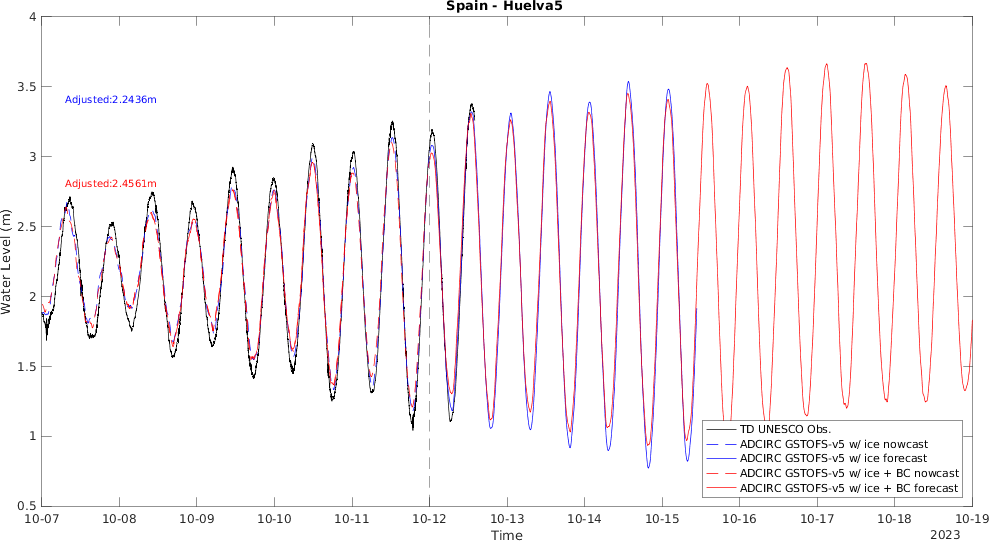 Spain - Huelva5
Water Level (m)
4
3.5
3
2.5
2
1.5
1
0.5
Adjusted:2.2436m
Adjusted:2.4561m
TD UNESCO Obs.
ADCIRC GSTOFS-v5 w/ ice nowcast
ADCIRC GSTOFS-v5 w/ ice forecast
ADCIRC GSTOFS-v5 w/ ice + BC nowcast
ADCIRC GSTOFS-v5 w/ ice + BC forecast
10-07 10-08 10-09 10-10 10-11 10-12 10-13 10-14 10-15 10-16 10-17 10-18 10-19
Time
2023